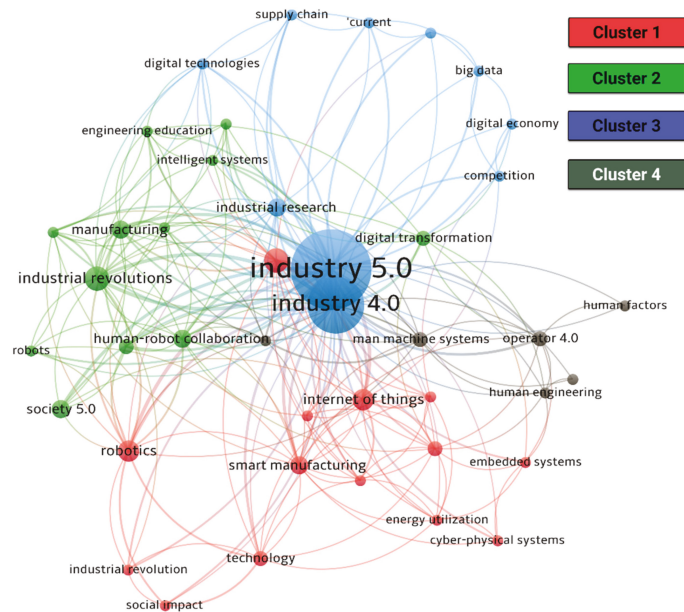 supply chain
'current
digital technologies
big data
engineering education
digital economy
intelligent systems
competition
industrial research
manufacturing
digital transformation
industry 5.0
industrial revolutions
industry 4.0
human factors
human-robot collaboration
man machine systems
operator 4.0
robots
human engineering
internet of things
society 5.0
robotics
smart manufacturing
embedded systems
energy utilization
cyber-physical systems
technology
industrial revolution
social impact
Cluster 1
Cluster 2
Cluster 3
Cluster 4